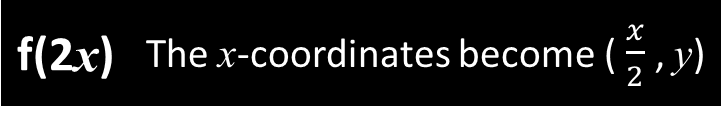 f(2x) The x-coordinates become (x/2, y)